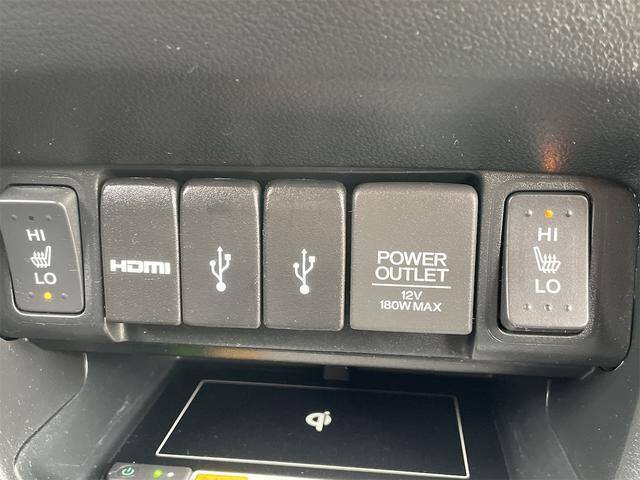 HI
LO
HDMI
POWER
OUTLET
12V
180W MAX
HI
LO